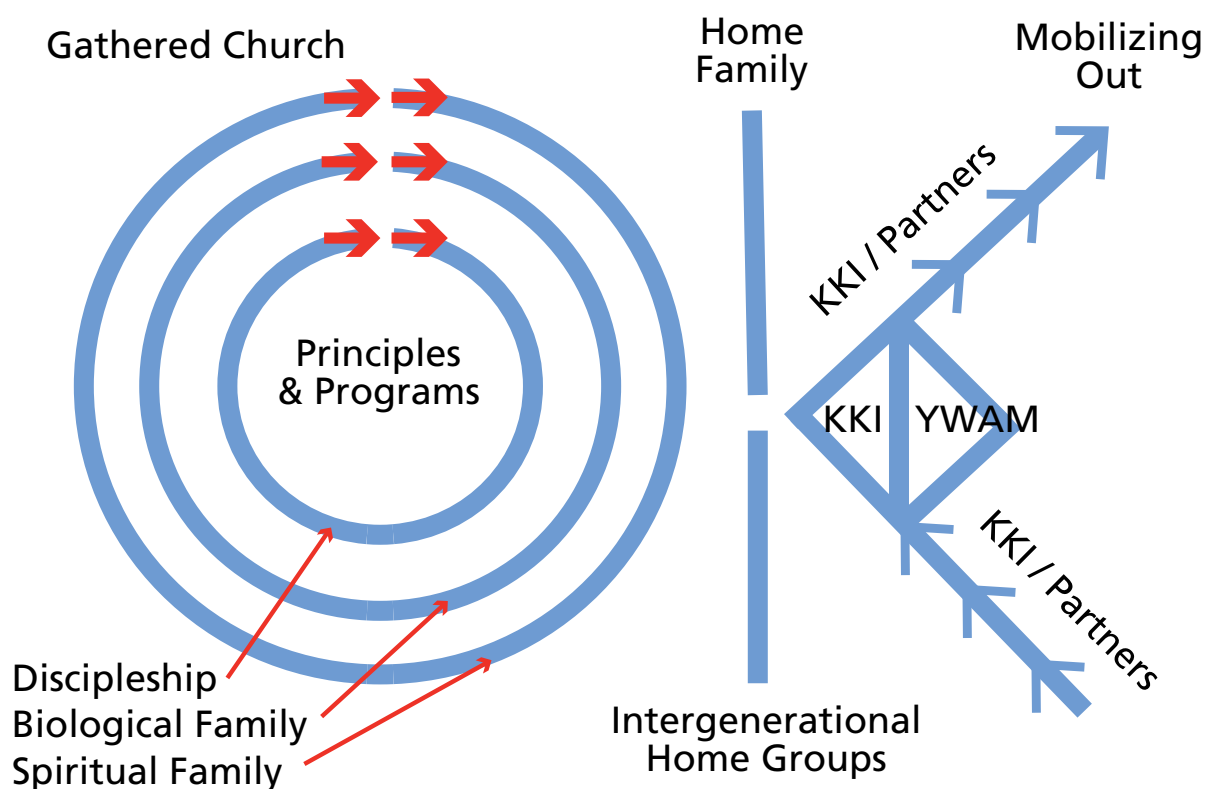 Gathered Church
Home
Family
Mobilizing
Out
KKI / Partners
Principles
& Programs
KKI
YWAM
KKI / Partners
Discipleship
Biological Family
Spiritual Family
Intergenerational
Home Groups